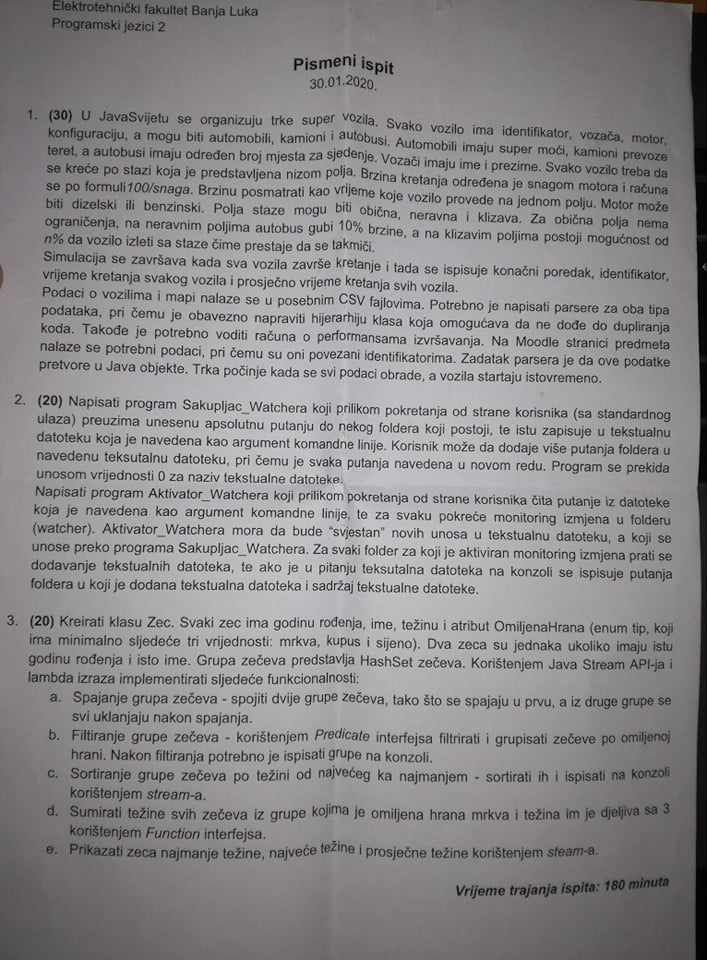 Elektrotehnički fakultet Banja Luka
Programski jezici 2
Pismeni ispit
30.01.2020.
1. (30) U JavaSvijetu se organizuju trke super vozila. Svako vozilo ima identifikator, vozača, motor,
konfiguraciju, a mogu biti automobili, kamioni i autobusi. Automobili imaju super moći, kamioni prevoze
teret, a autobusi imaju određen broj mjesta za sjedenje. Vozači imaju ime i prezime. Svako vozilo treba da
se kreće po stazi koja je predstavljena nizom polja. Brzina kretanja određena je snagom motora i računa
se po formuli100/snaga. Brzinu posmatrati kao vrijeme koje vozilo provede na jednom polju. Motor može
biti dizelski ili benzinski. Polja staze mogu biti obična, neravna i klizava. Za obična polja nema
ograničenja, na neravnim poljima autobus gubi 10% brzine, a na klizavim poljima postoji mogućnost od
n% da vozilo izleti sa staze čime prestaje da se takmiči.
Simulacija se završava kada sva vozila završe kretanje i tada se ispisuje konačni poredak, identifikator,
vrijeme kretanja svakog vozila i prosječno vrijeme kretanja svih vozila.
Podaci o vozilima i mapi nalaze se u posebnim CSV fajlovima. Potrebno je napisati parsere za oba tipa
podataka, pri čemu je obavezno napraviti hijerarhiju klasa koja omogućava da ne dođe do dupliranja
koda. Takođe je potrebno voditi računa o performansama izvršavanja. Na Moodle stranici predmeta
nalaze se potrebni podaci, pri čemu su oni povezani identifikatorima. Zadatak parsera je da ove podatke
pretvore u Java objekte. Trka počinje kada se svi podaci obrade, a vozila startaju istovremeno.
2. (20) Napisati program Sakupljac_Watchera koji prilikom pokretanja od strane korisnika (sa standardnog
ulaza) preuzima unesenu apsolutnu putanju do nekog foldera koji postoji, te istu zapisuje u tekstualnu
datoteku koja je navedena kao argument komandne linije. Korisnik može da dodaje više putanja foldera u
navedenu teksutalnu datoteku, pri čemu je svaka putanja navedena u novom redu. Program se prekida
unosom vrijednosti 0 za naziv tekstualne datoteke.
Napisati program Aktivator_Watchera koji prilikom pokretanja od strane korisnika čita putanje iz datoteke
koja je navedena kao argument komandne linije, te za svaku pokreće monitoring izmjena u folderu
(watcher). Aktivator_Watchera mora da bude “svjestan” novih unosa u tekstualnu datoteku, a koji se
unose preko programa Sakupljac_Watchera. Za svaki folder za koji je aktiviran monitoring izmjena prati se
dodavanje tekstualnih datoteka, te ako je u pitanju teksutalna datoteka na konzoli se ispisuje putanja
foldera u koji je dodana tekstualna datoteka i sadržaj tekstualne datoteke.
3. (20) Kreirati klasu Zec. Svaki zec ima godinu rođenja, ime, težinu i atribut OmiljenaHrana (enum tip, koji
ima minimalno sljedeće tri vrijednosti: mrkva, kupus i sijeno). Dva zeca su jednaka ukoliko imaju istu
godinu rođenja i isto ime. Grupa zečeva predstavlja HashSet zečeva. Korištenjem Java Stream API-ja i
lambda izraza implementirati sljedeće funkcionalnosti:
a. Spajanje grupa zečeva - spojiti dvije grupe zečeva, tako što se spajaju u prvu, a iz druge grupe se
svi uklanjaju nakon spajanja.
b. Filtiranje grupe zečeva - korištenjem Predicate interfejsa filtrirati i grupisati zečeve po omiljenoj
hrani. Nakon filtiranja potrebno je ispisati grupe na konzoli.
c. Sortiranje grupe zečeva po težini od najvećeg ka najmanjem - sortirati ih i ispisati na konzoli
korištenjem stream-a.
d. Sumirati težine svih zečeva iz grupe kojima je omiljena hrana mrkva i težina im je djeljiva sa 3
korištenjem Function interfejsa.
e. Prikazati zeca najmanje težine, najveće težine i prosječne težine korištenjem steam-a.
Vrijeme trajanja ispita: 180 minuta